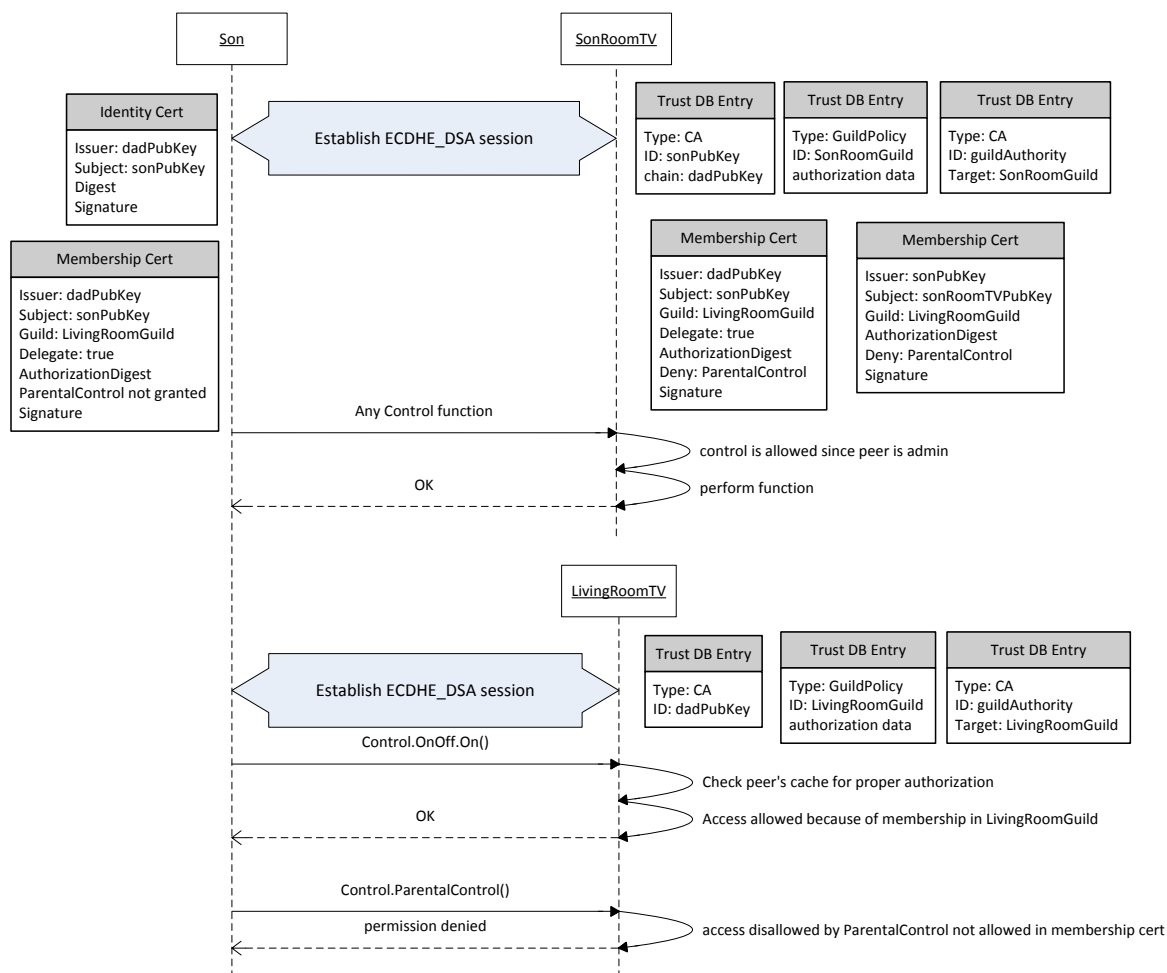 Son
SonRoomTV
Identity Cert
Issuer: dadPubKey
Subject: sonPubKey
Digest
Signature
Establish ECDHE_DSA session
Trust DB Entry
Type: CA
ID: sonPubKey
chain: dadPubKey
Trust DB Entry
Type: GuildPolicy
ID: SonRoomGuild
authorization data
Trust DB Entry
Type: CA
ID: guildAuthority
Target: SonRoomGuild
Membership Cert
Issuer: dadPubKey
Subject: sonPubKey
Guild: LivingRoomGuild
Delegate: true
AuthorizationDigest
ParentalControl not granted
Signature
Membership Cert
Issuer: dadPubKey
Subject: sonPubKey
Guild: LivingRoomGuild
Delegate: true
AuthorizationDigest
Deny: ParentalControl
Signature
Membership Cert
Issuer: sonPubKey
Subject: sonRoomTVPubKey
Guild: LivingRoomGuild
AuthorizationDigest
Deny: ParentalControl
Signature
Any Control function
control is allowed since peer is admin
OK
perform function
LivingRoomTV
Establish ECDHE_DSA session
Trust DB Entry
Type: CA
ID: dadPubKey
Trust DB Entry
Type: GuildPolicy
ID: LivingRoomGuild
authorization data
Trust DB Entry
Type: CA
ID: guildAuthority
Target: LivingRoomGuild
Control.OnOff.On()
Check peer's cache for proper authorization
OK
Access allowed because of membership in LivingRoomGuild
Control.ParentalControl()
permission denied
access disallowed by ParentalControl not allowed in membership cert